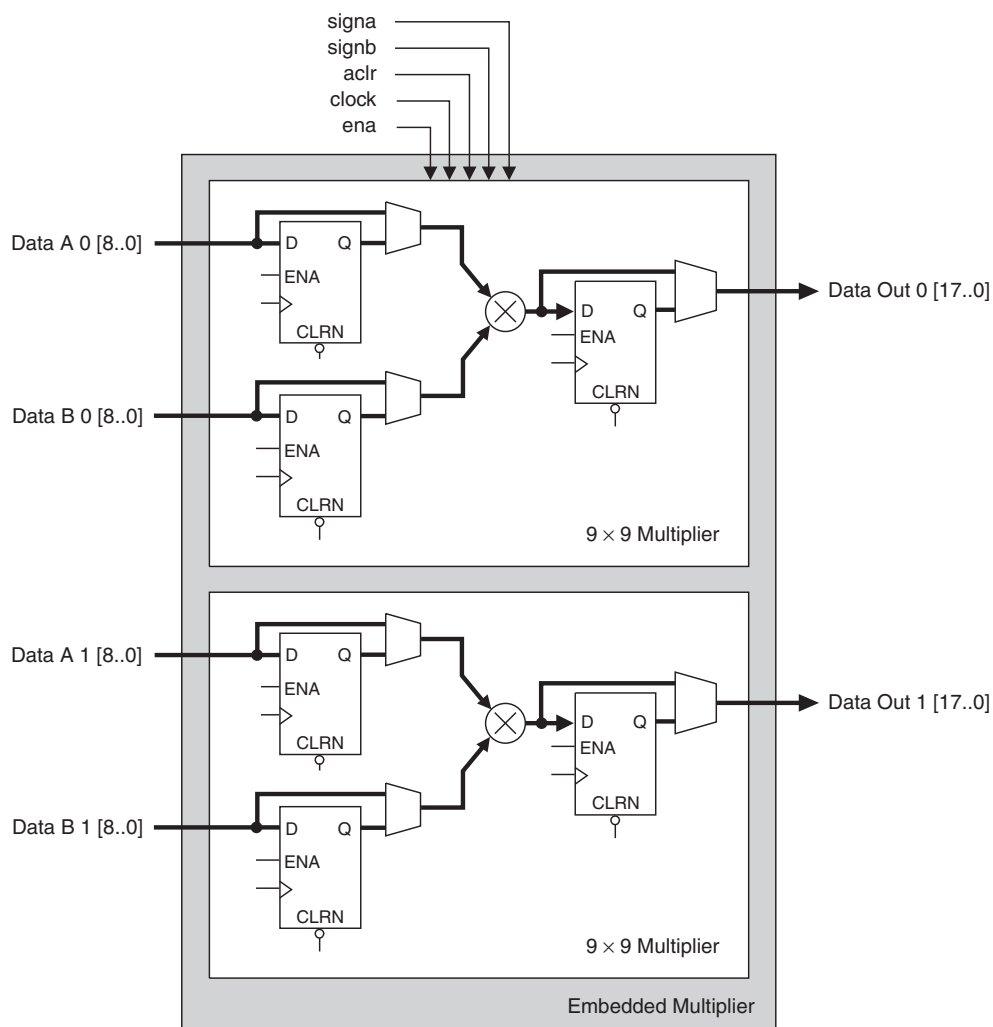 signa
signb
aclr
clock
ena
Data A 0 [8..0]
D Q
ENA
CLRN
Data B 0 [8..0]
D Q
ENA
CLRN
D Q
ENA
CLRN
Data Out 0 [17..0]
9 × 9 Multiplier
Data A 1 [8..0]
D Q
ENA
CLRN
Data B 1 [8..0]
D Q
ENA
CLRN
D Q
ENA
CLRN
Data Out 1 [17..0]
9 × 9 Multiplier
Embedded Multiplier